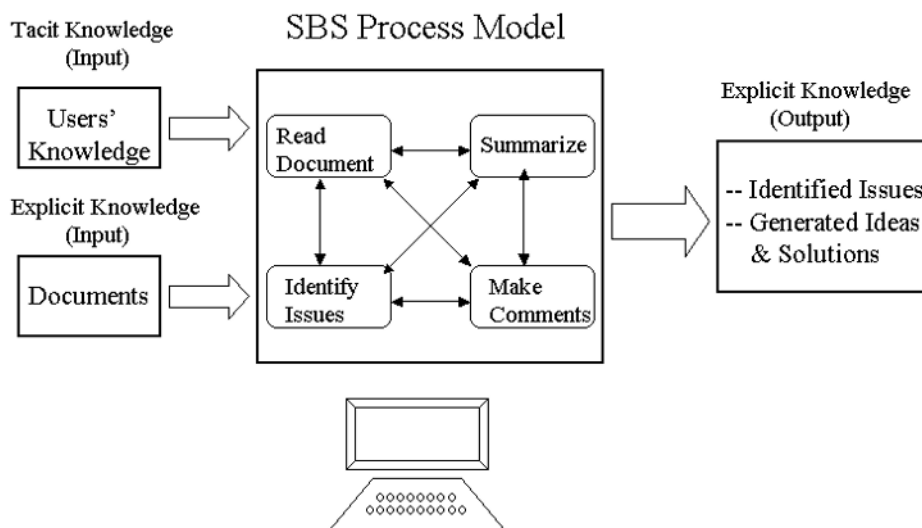 SBS Process Model
Tacit Knowledge
(Input)
Users'
Knowledge
Explicit Knowledge
(Input)
Documents
Read
Document
Summarize
Identify
Issues
Make
Comments
Explicit Knowledge
(Output)
-- Identified Issues
-- Generated Ideas
& Solutions